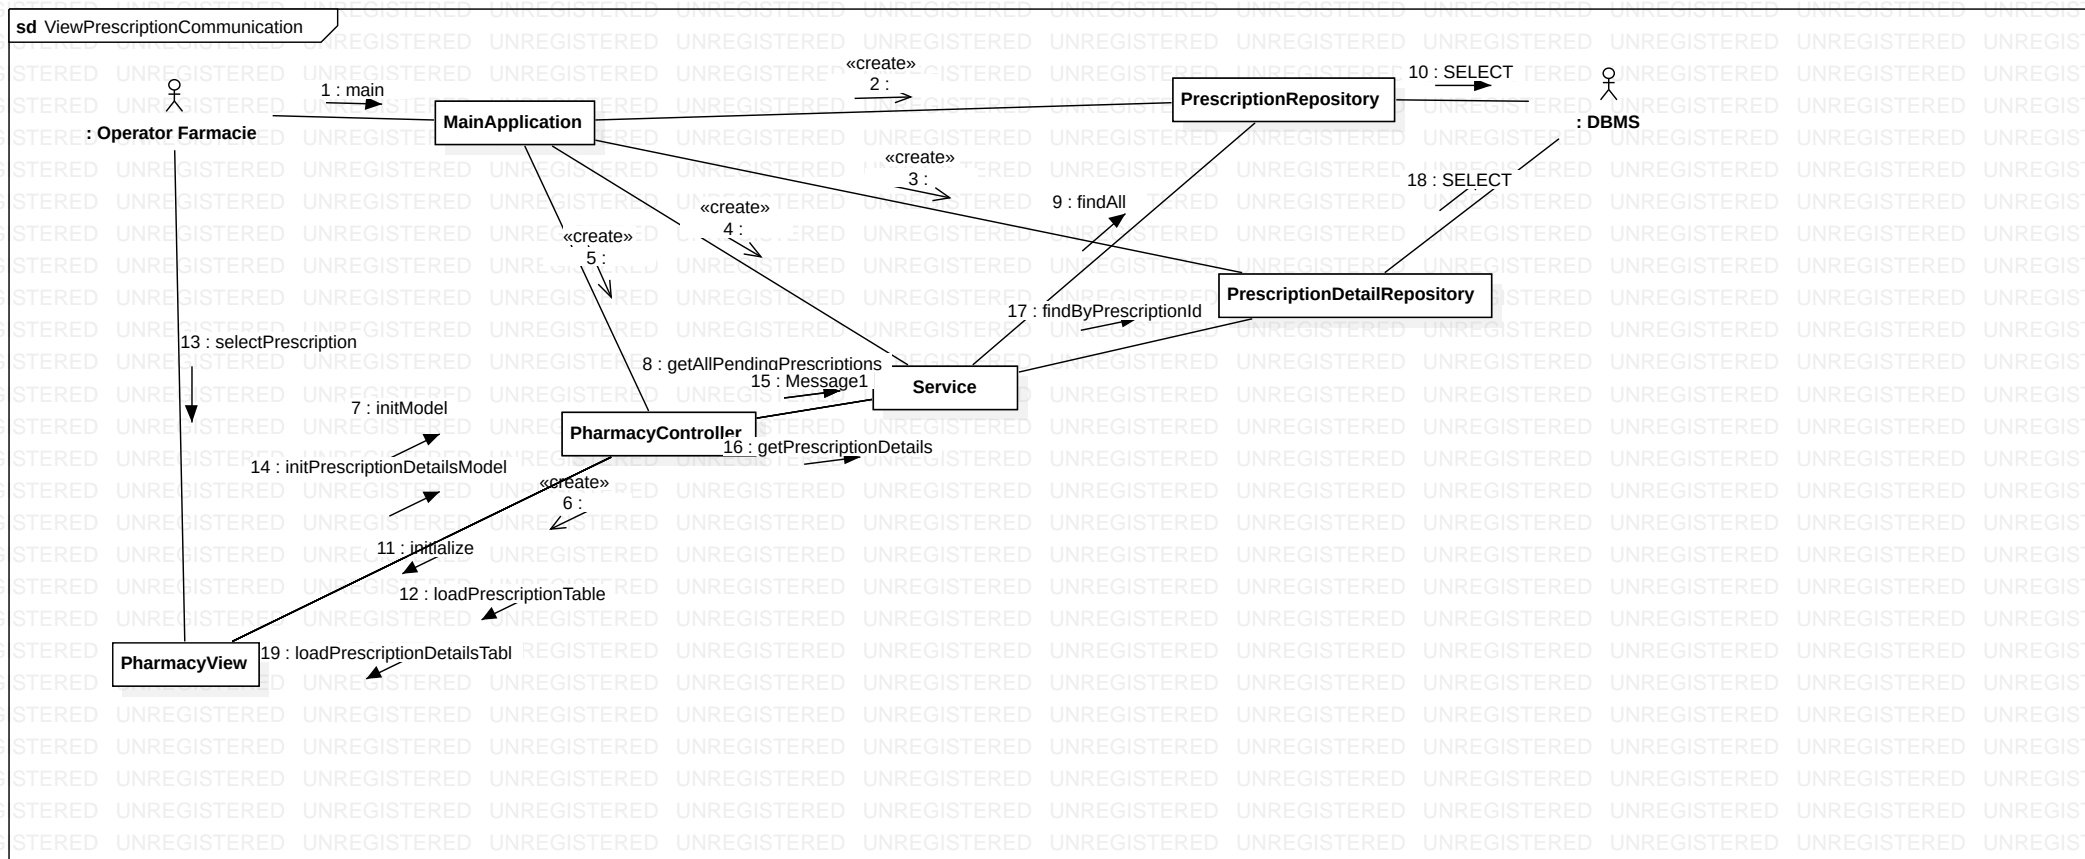 sd ViewPrescriptionCommunication
«create»
2 :
10 : SELECT
1 : main
PrescriptionRepository
MainApplication
: Operator Farmacie
: DBMS
«create»
3 :
18 : SELECT
9 : findAll
«create»
4 :
«create»
5 :
PrescriptionDetailRepository
17 : findByPrescriptionId
13 : selectPrescription
8 : getAllPendingPrescriptions
15 : Message1
Service
7 : initModel
PharmacyController
16 : getPrescriptionDetails
14 : initPrescriptionDetailsModel
«create»
6 :
11 : initialize
12 : loadPrescriptionTable
PharmacyView
19 : loadPrescriptionDetailsTabl